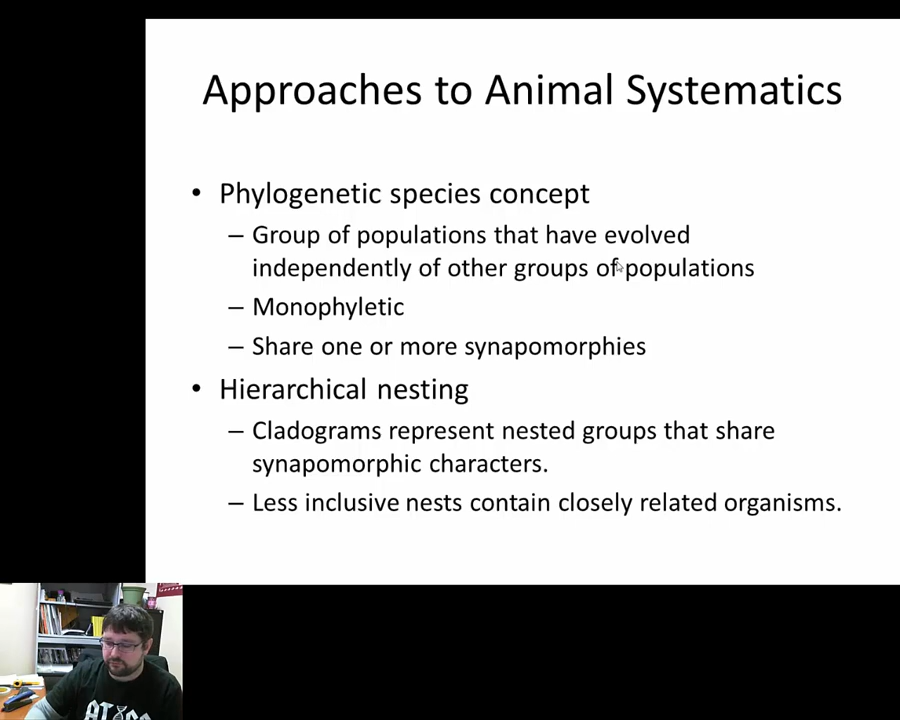 Approaches to Animal Systematics
• Phylogenetic species concept
– Group of populations that have evolved
independently of other groups of populations
– Monophyletic
– Share one or more synapomorphies
• Hierarchical nesting
– Cladograms represent nested groups that share
synapomorphic characters.
– Less inclusive nests contain closely related organisms.